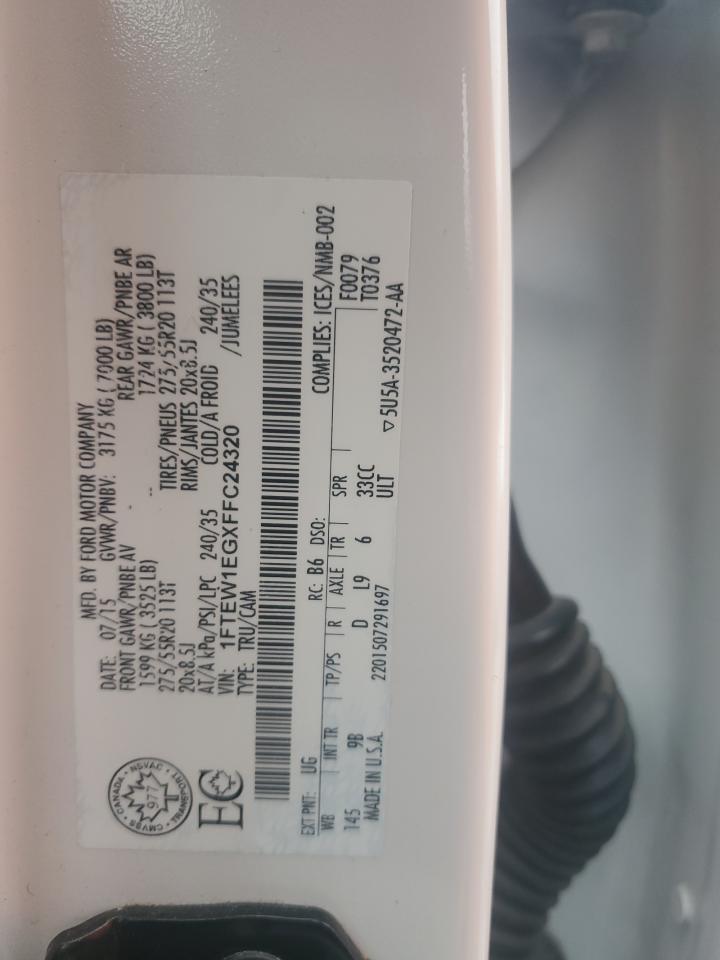 MFD. BY FORD MOTOR COMPANY
DATE: 07/15 GVWR/PNBV: 3175 KG ( 7000 LB)
FRONT GAWR/PNBE AV REAR GAWR/PNBE AR
1599 KG ( 3525 LB) 1724 KG ( 3800 LB)
275/55R20 113T TIRES/PNEUS 275/55R20 113T
20x8.5J RIMS/JANTES 20x8.5J
AT/A kPa/PSI/LPC 240/35 COLD/A FROID 240/35
VIN: 1FTEW1EGXFFC24320 /JUMELEES
TYPE: TRU/CAM
CANADA · NSVAC · TRANSPORT · CMVSS
977
EC
COMPLIES: ICES/NMB-002
EXT PNT: UG RC: B6 DSO:
F0079
WB INT TR TP/PS R AXLE TR SPR T0376
145 9B D L9 6 33CC
ULT
MADE IN U.S.A. 2201507291697 ▽5U5A-3520472-AA